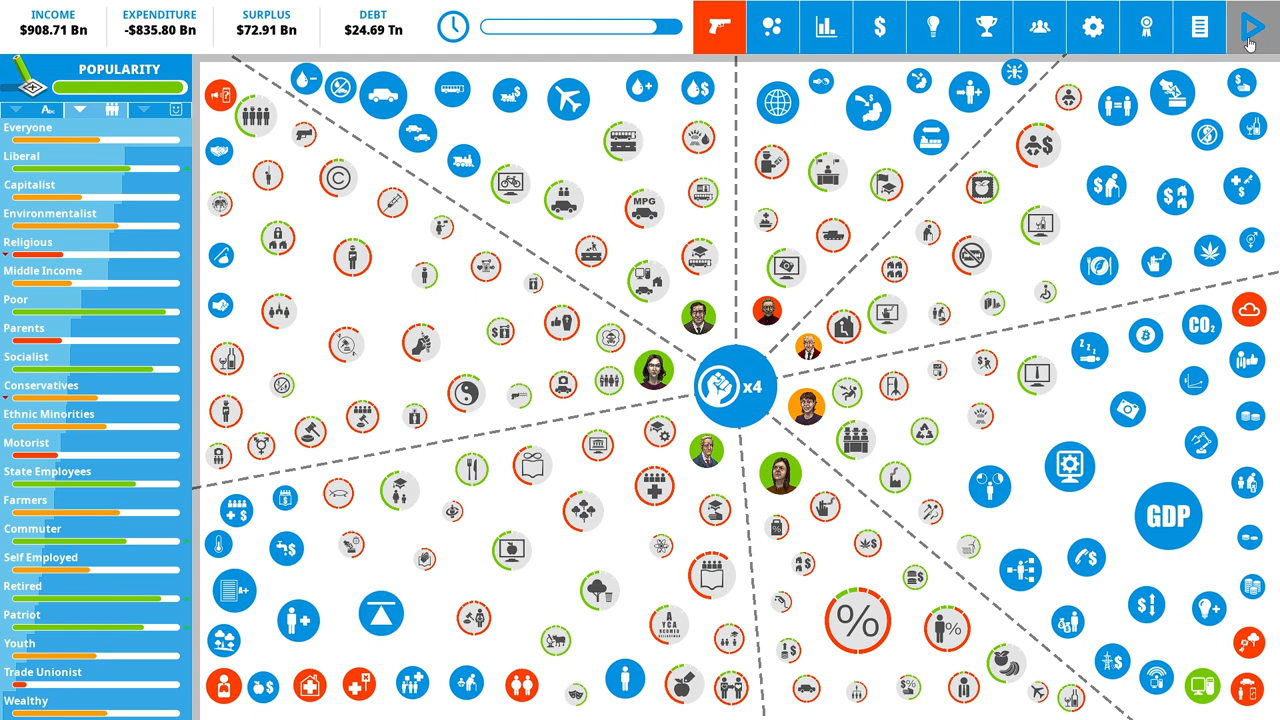 INCOME
$908.71 Bn
EXPENDITURE
-$835.80 Bn
SURPLUS
$72.91 Bn
DEBT
$24.69 Tn
POPULARITY
Everyone
Liberal
Capitalist
Environmentalist
Religious
Middle Income
Poor
Parents
Socialist
Conservatives
Ethnic Minorities
Motorist
State Employees
Farmers
Commuter
Self Employed
Retired
Patriot
Youth
Trade Unionist
Wealthy
MPG
x4
CO2
GDP
A+
%
%
A
YCA